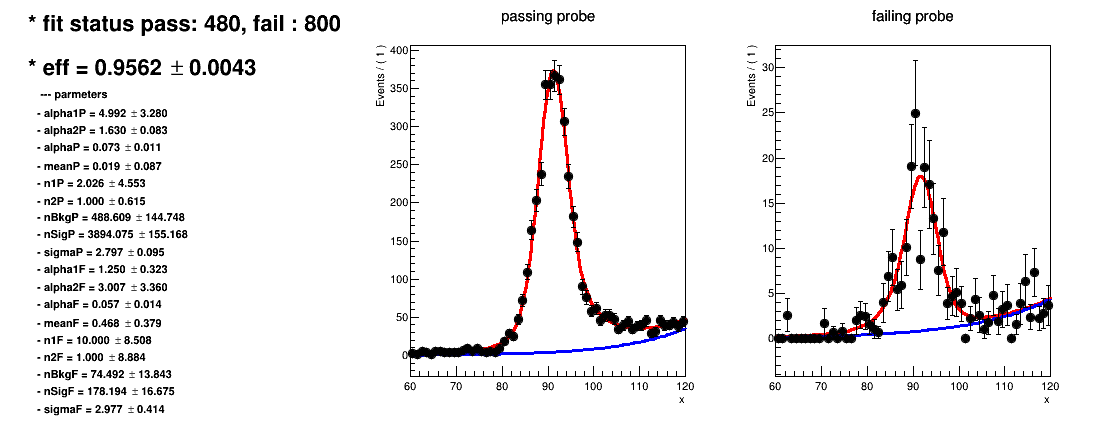 * fit status pass: 480, fail : 800
* eff = 0.9562 ± 0.0043
--- parmeters
- alpha1P = 4.992 ± 3.280
- alpha2P = 1.630 ± 0.083
- alphaP = 0.073 ± 0.011
- meanP = 0.019 ± 0.087
- n1P = 2.026 ± 4.553
- n2P = 1.000 ± 0.615
- nBkgP = 488.609 ± 144.748
- nSigP = 3894.075 ± 155.168
- sigmaP = 2.797 ± 0.095
- alpha1F = 1.250 ± 0.323
- alpha2F = 3.007 ± 3.360
- alphaF = 0.057 ± 0.014
- meanF = 0.468 ± 0.379
- n1F = 10.000 ± 8.508
- n2F = 1.000 ± 8.884
- nBkgF = 74.492 ± 13.843
- nSigF = 178.194 ± 16.675
- sigmaF = 2.977 ± 0.414
passing probe
Events / ( 1 )
400
350
300
250
200
150
100
50
0
60 70 80 90 100 110 120
x
failing probe
Events / ( 1 )
30
25
20
15
10
5
0
60 70 80 90 100 110 120
x